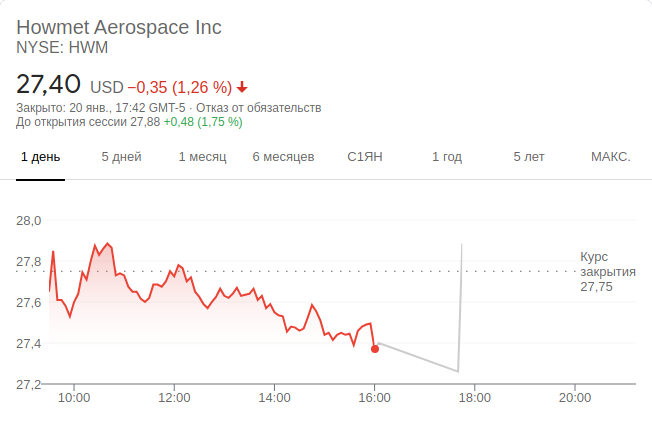 Howmet Aerospace Inc
NYSE: HWM
27,40 USD −0,35 (1,26 %)
Закрыто: 20 янв., 17:42 GMT-5 · Отказ от обязательств
До открытия сессии 27,88 +0,48 (1,75 %)
1 день 5 дней 1 месяц 6 месяцев С1ЯН 1 год 5 лет МАКС.
28,0
27,8
27,6
27,4
27,2
Курс
закрытия
27,75
10:00 12:00 14:00 16:00 18:00 20:00